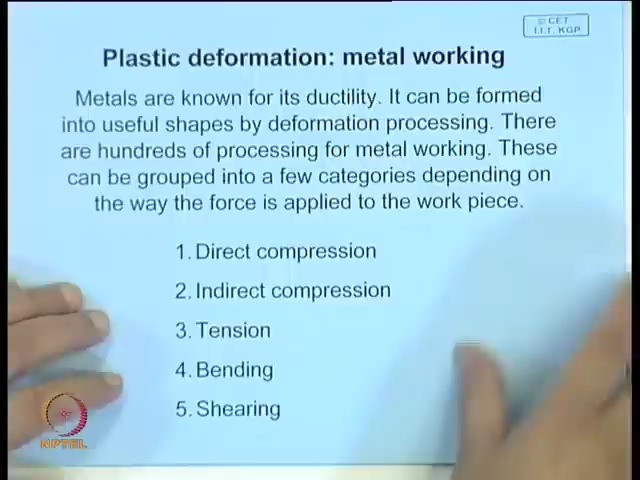 © CET
I.I.T. KGP
Plastic deformation: metal working
Metals are known for its ductility. It can be formed
into useful shapes by deformation processing. There
are hundreds of processing for metal working. These
can be grouped into a few categories depending on
the way the force is applied to the work piece.
1. Direct compression
2. Indirect compression
3. Tension
4. Bending
5. Shearing
NPTEL